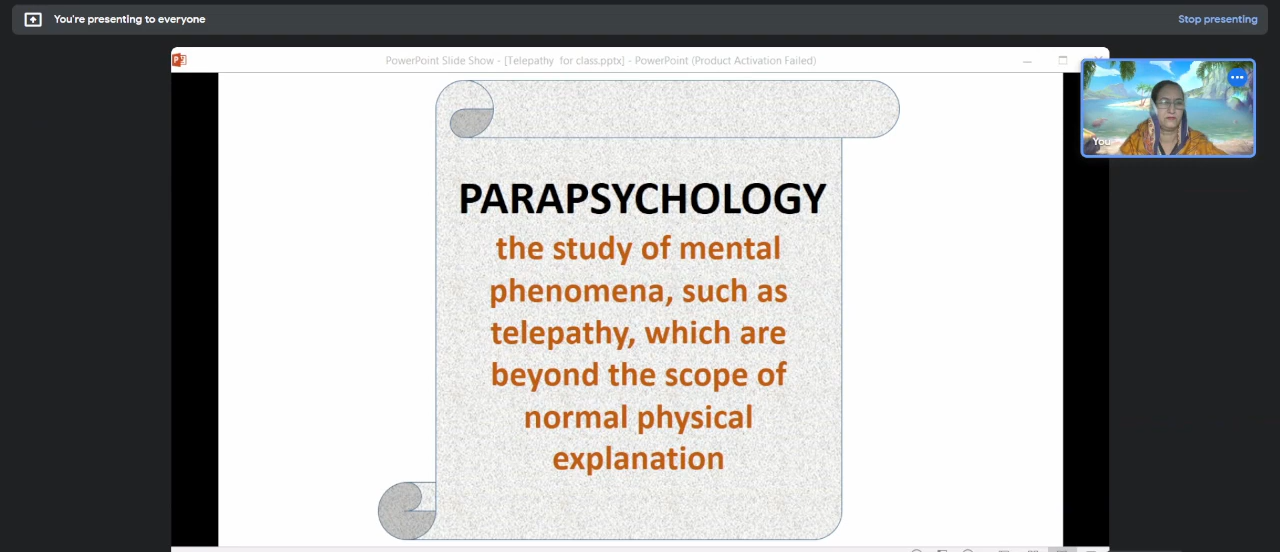 You're presenting to everyone
Stop presenting
PowerPoint Slide Show - [Telepathy  for class.pptx] - PowerPoint (Product Activation Failed)
You
PARAPSYCHOLOGY
the study of mental
phenomena, such as
telepathy, which are
beyond the scope of
normal physical
explanation